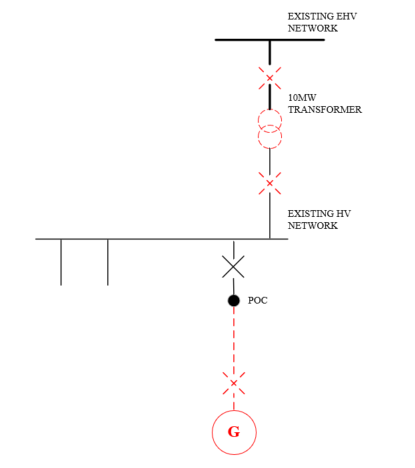 EXISTING EHV
NETWORK
10MW
TRANSFORMER
EXISTING HV
NETWORK
POC
G